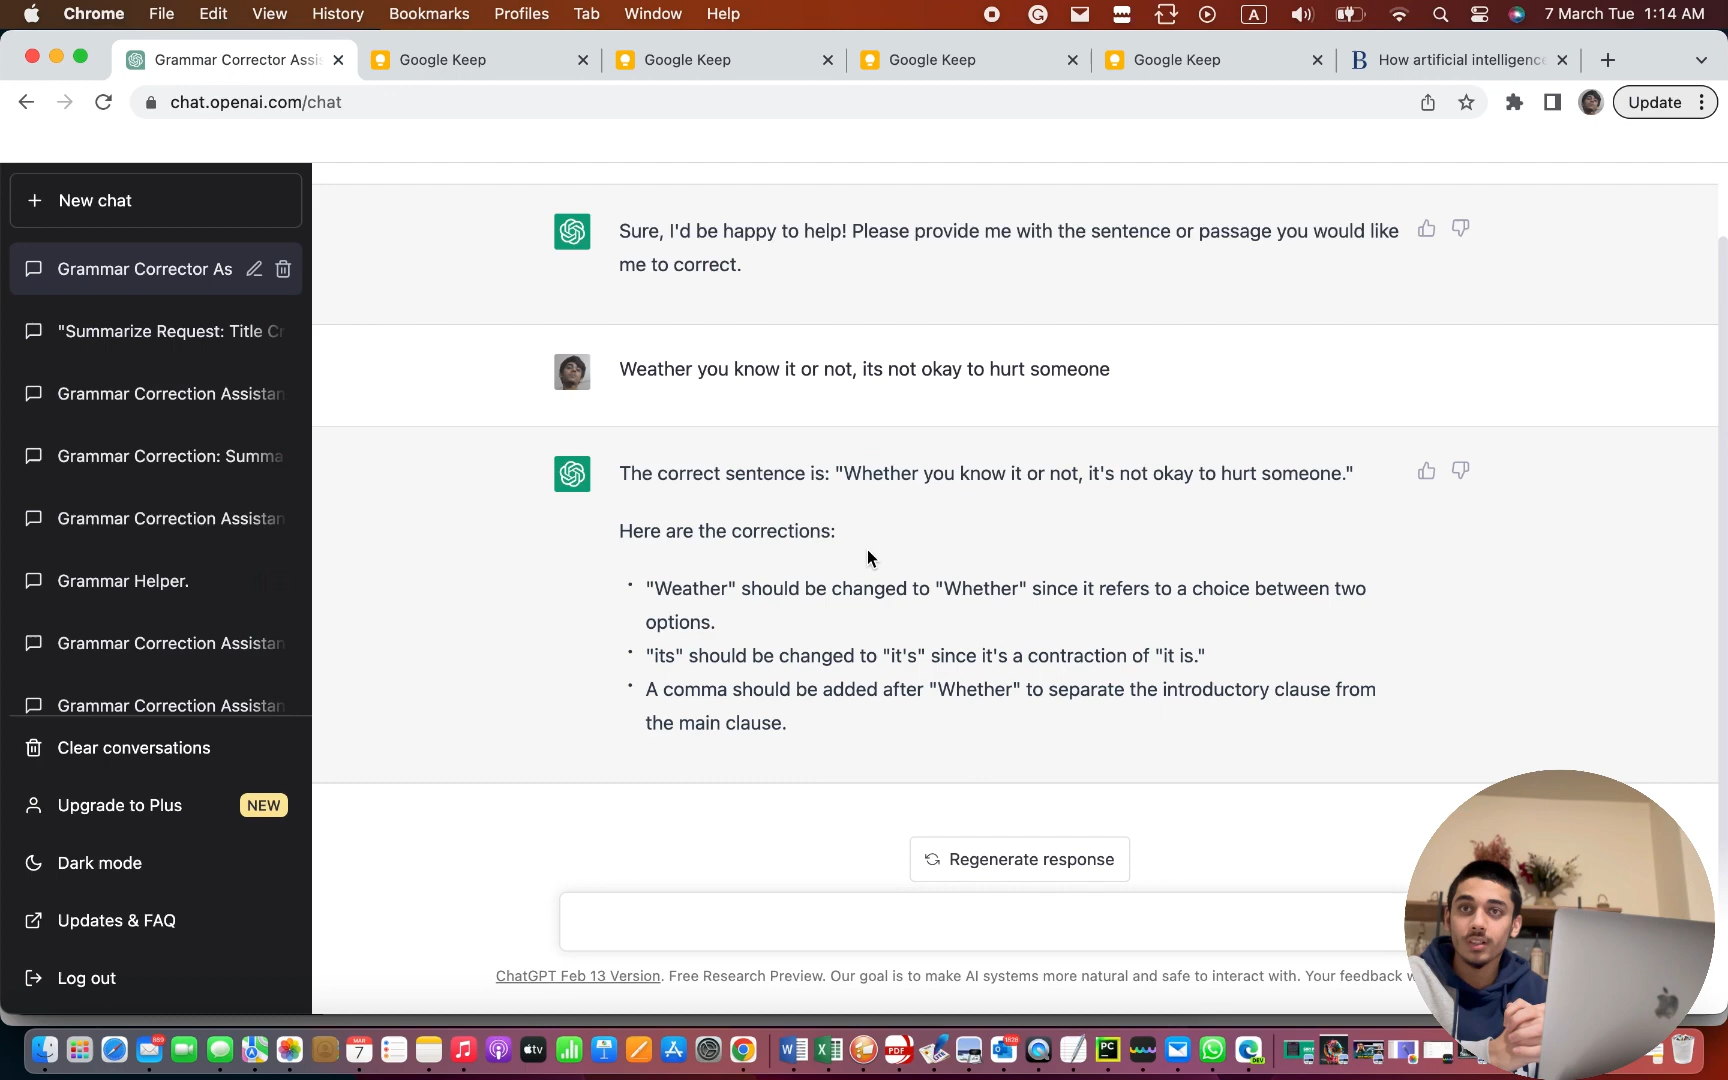 Chrome File Edit View History Bookmarks Profiles Tab Window Help A 7 March Tue 1:14 AM
Grammar Corrector Assis Google Keep Google Keep Google Keep Google Keep B How artificial intelligence
chat.openai.com/chat Update
New chat
Grammar Corrector As
"Summarize Request: Title Cr
Grammar Correction Assistan
Grammar Correction: Summa
Grammar Correction Assistan
Grammar Helper.
Grammar Correction Assistan
Grammar Correction Assistan
Clear conversations
Upgrade to Plus NEW
Dark mode
Updates & FAQ
Log out
Sure, I'd be happy to help! Please provide me with the sentence or passage you would like
me to correct.
Weather you know it or not, its not okay to hurt someone
The correct sentence is: "Whether you know it or not, it's not okay to hurt someone."
Here are the corrections:
• "Weather" should be changed to "Whether" since it refers to a choice between two
options.
• "its" should be changed to "it's" since it's a contraction of "it is."
• A comma should be added after "Whether" to separate the introductory clause from
the main clause.
Regenerate response
ChatGPT Feb 13 Version. Free Research Preview. Our goal is to make AI systems more natural and safe to interact with. Your feedback w
889 MAR 7 tv PDF 1628 PC DEV